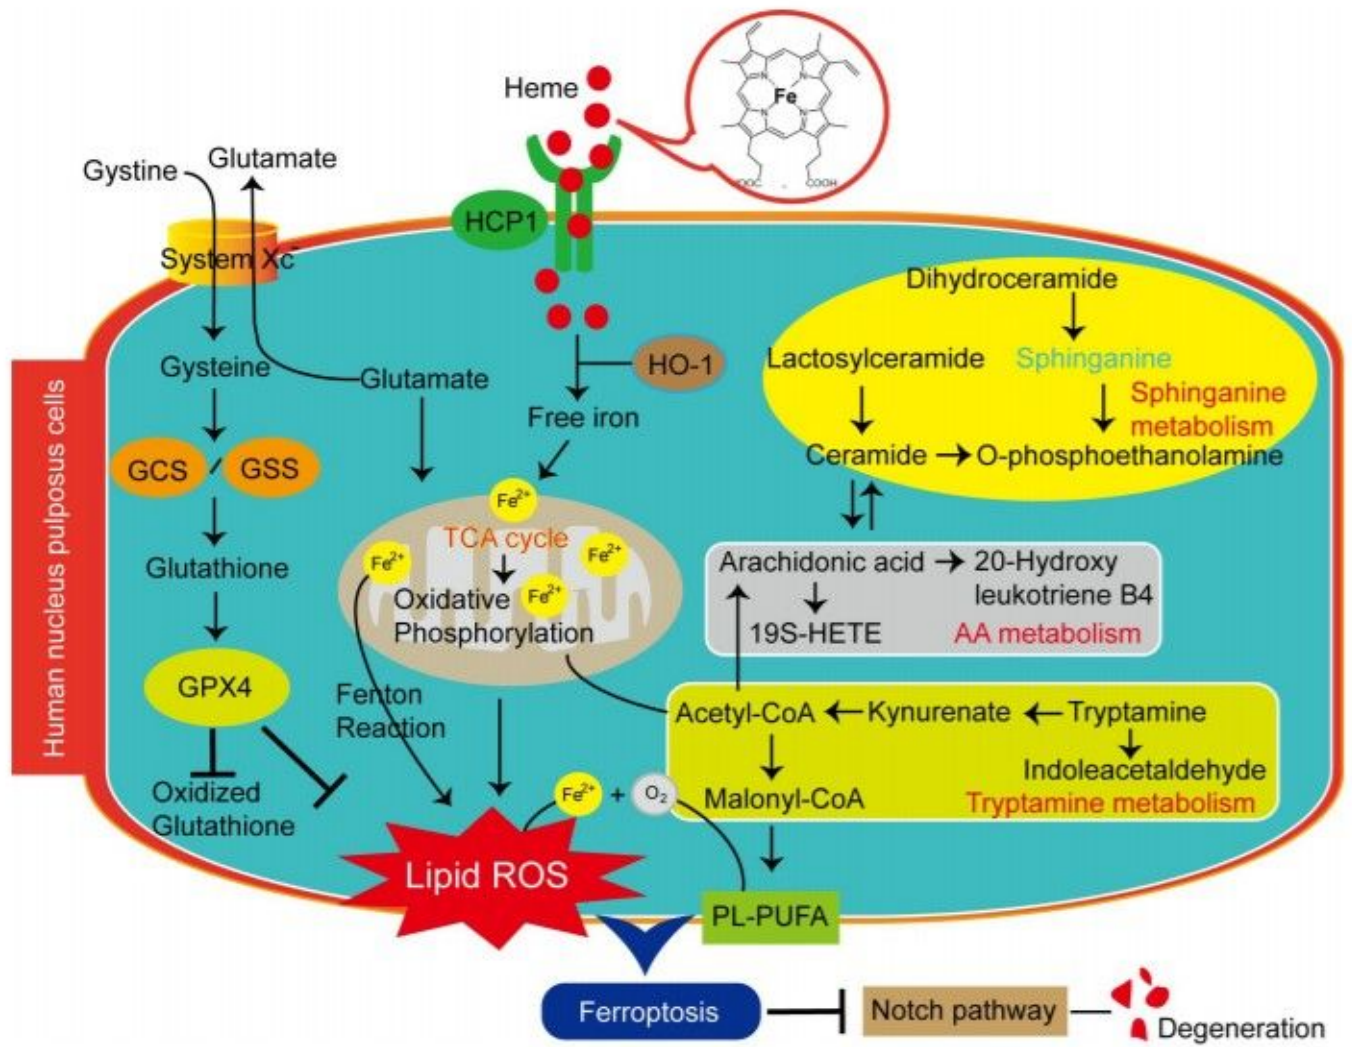 Heme
Fe
N
N
N
N
COOH
Gystine
Glutamate
HCP1
System Xc-
Gysteine
Glutamate
HO-1
Free iron
GCS
GSS
Glutathione
GPX4
Oxidized
Glutathione
Human nucleus pulposus cells
Fe2+
TCA cycle
Fe2+
Fe2+
Oxidative
Fe2+
Phosphorylation
Fenton
Reaction
Dihydroceramide
Lactosylceramide
Sphinganine
Sphinganine
metabolism
Ceramide
O-phosphoethanolamine
Arachidonic acid
20-Hydroxy
leukotriene B4
19S-HETE
AA metabolism
Acetyl-CoA
Kynurenate
Tryptamine
Indoleacetaldehyde
Malonyl-CoA
Tryptamine metabolism
Fe2+ + O2
Lipid ROS
PL-PUFA
Ferroptosis
Notch pathway
Degeneration